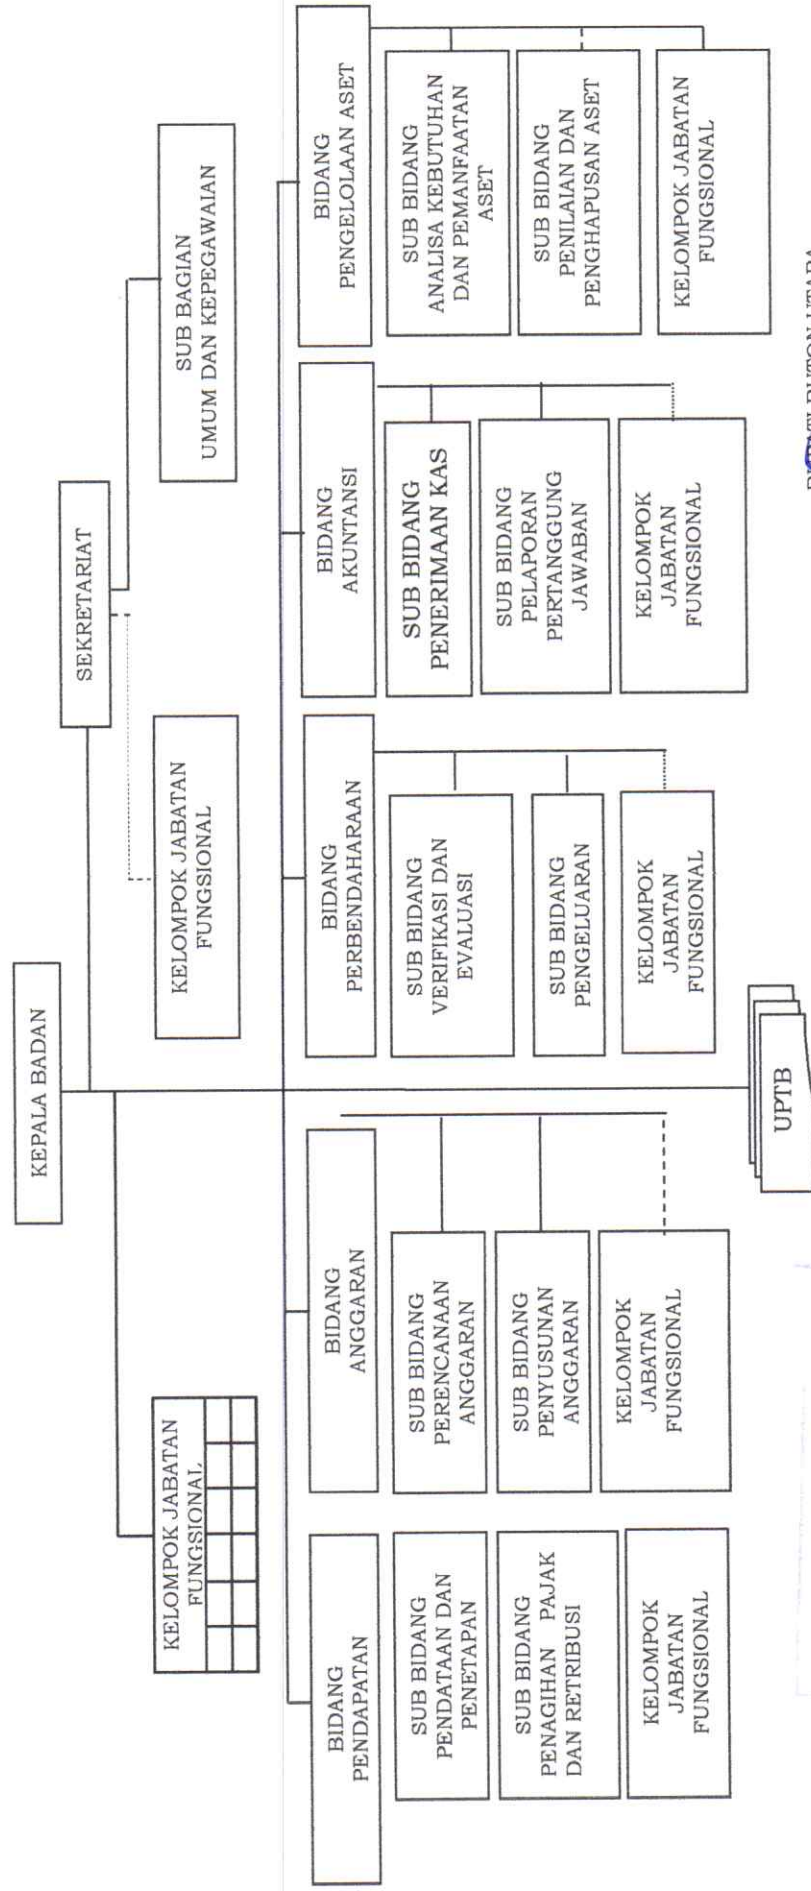 KEPALA BADAN
SEKRETARIAT
KELOMPOK JABATAN
FUNGSIONAL
KELOMPOK JABATAN
FUNGSIONAL
SUB BAGIAN
UMUM DAN KEPEGAWAIAN
BIDANG
PENDAPATAN
SUB BIDANG
PENDATAAN DAN
PENETAPAN
SUB BIDANG
PENAGIHAN PAJAK
DAN RETRIBUSI
KELOMPOK
JABATAN
FUNGSIONAL
BIDANG
ANGGARAN
SUB BIDANG
PERENCANAAN
ANGGARAN
SUB BIDANG
PENYUSUNAN
ANGGARAN
KELOMPOK
JABATAN
FUNGSIONAL
BIDANG
PERBENDAHARAAN
SUB BIDANG
VERIFIKASI DAN
EVALUASI
SUB BIDANG
PENGELUARAN
KELOMPOK
JABATAN
FUNGSIONAL
BIDANG
AKUNTANSI
SUB BIDANG
PENERIMAAN KAS
SUB BIDANG
PELAPORAN
PERTANGGUNG
JAWABAN
KELOMPOK
JABATAN
FUNGSIONAL
BIDANG
PENGELOLAAN ASET
SUB BIDANG
ANALISA KEBUTUHAN
DAN PEMANFAATAN
ASET
SUB BIDANG
PENILAIAN DAN
PENGHAPUSAN ASET
KELOMPOK JABATAN
FUNGSIONAL
UPTB